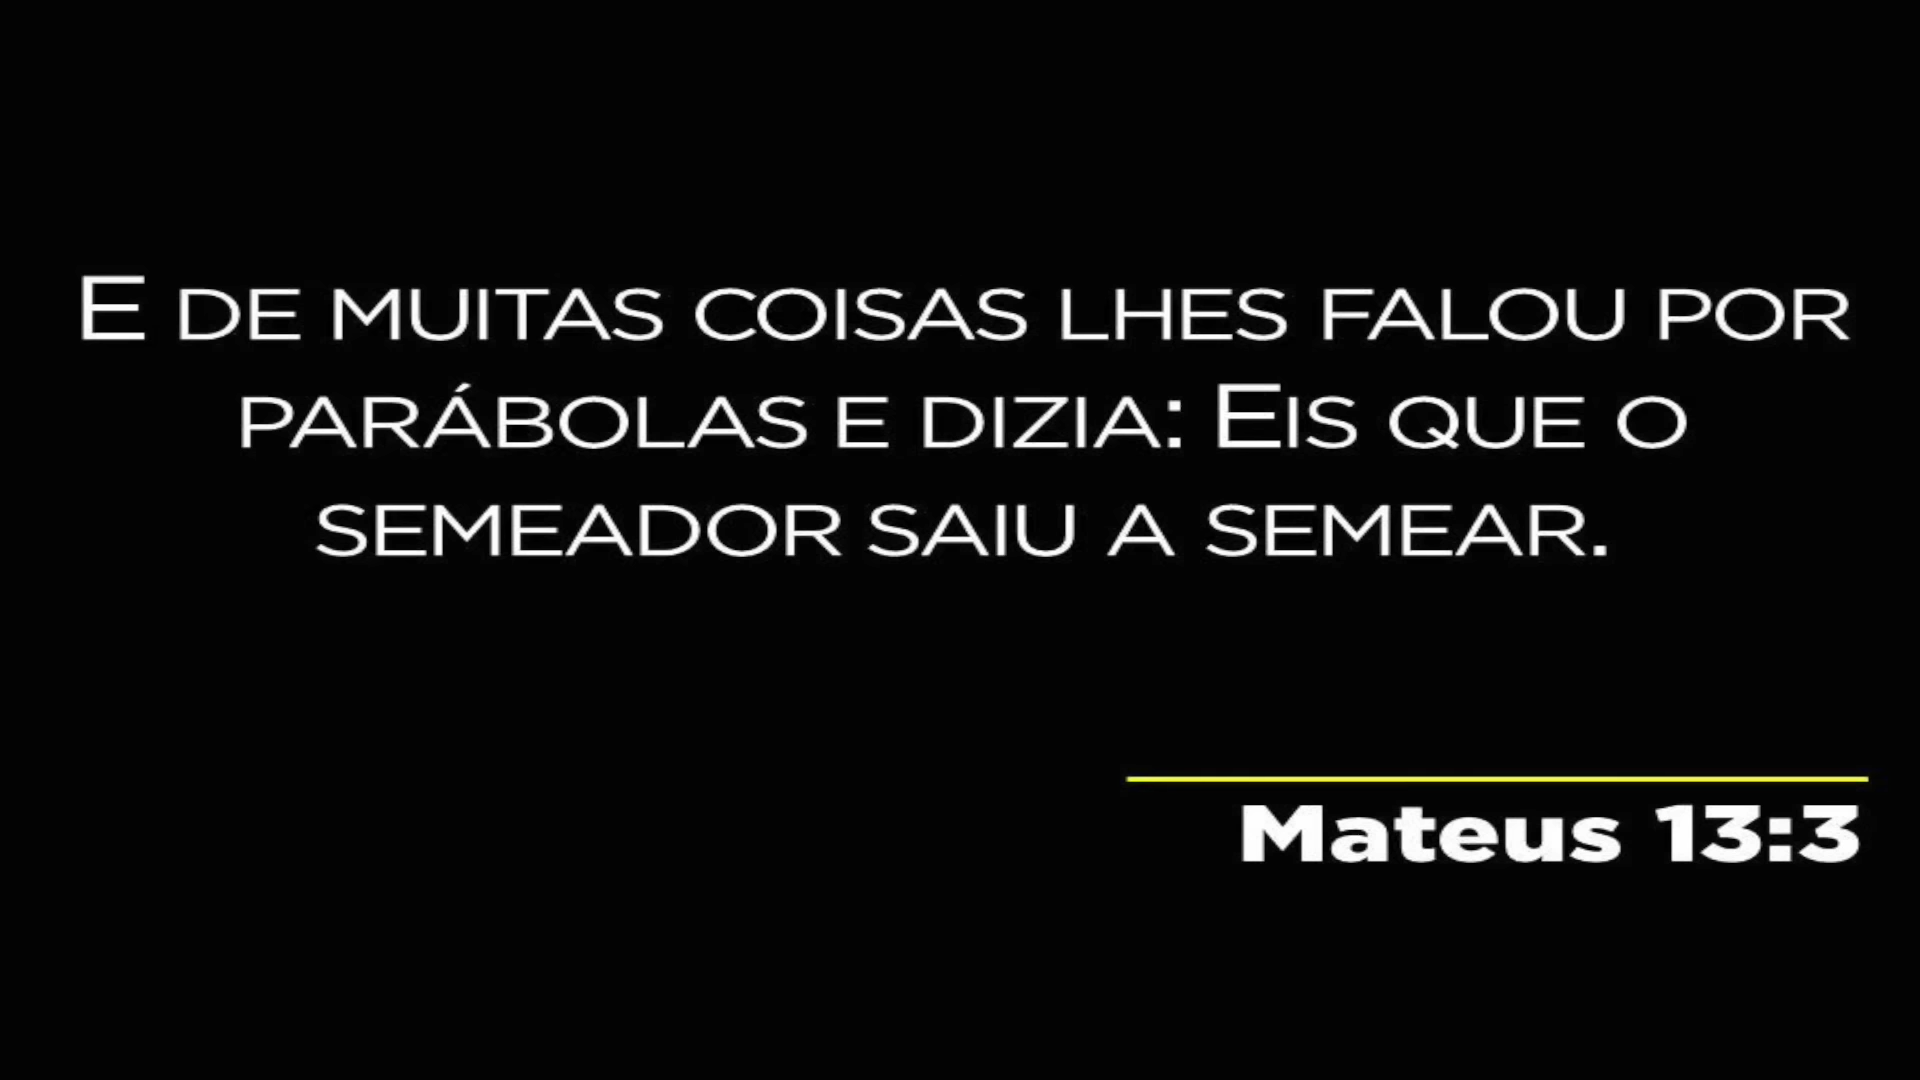 E DE MUITAS COISAS LHES FALOU POR
PARÁBOLAS E DIZIA: EIS QUE O
SEMEADOR SAIU A SEMEAR.
Mateus 13:3